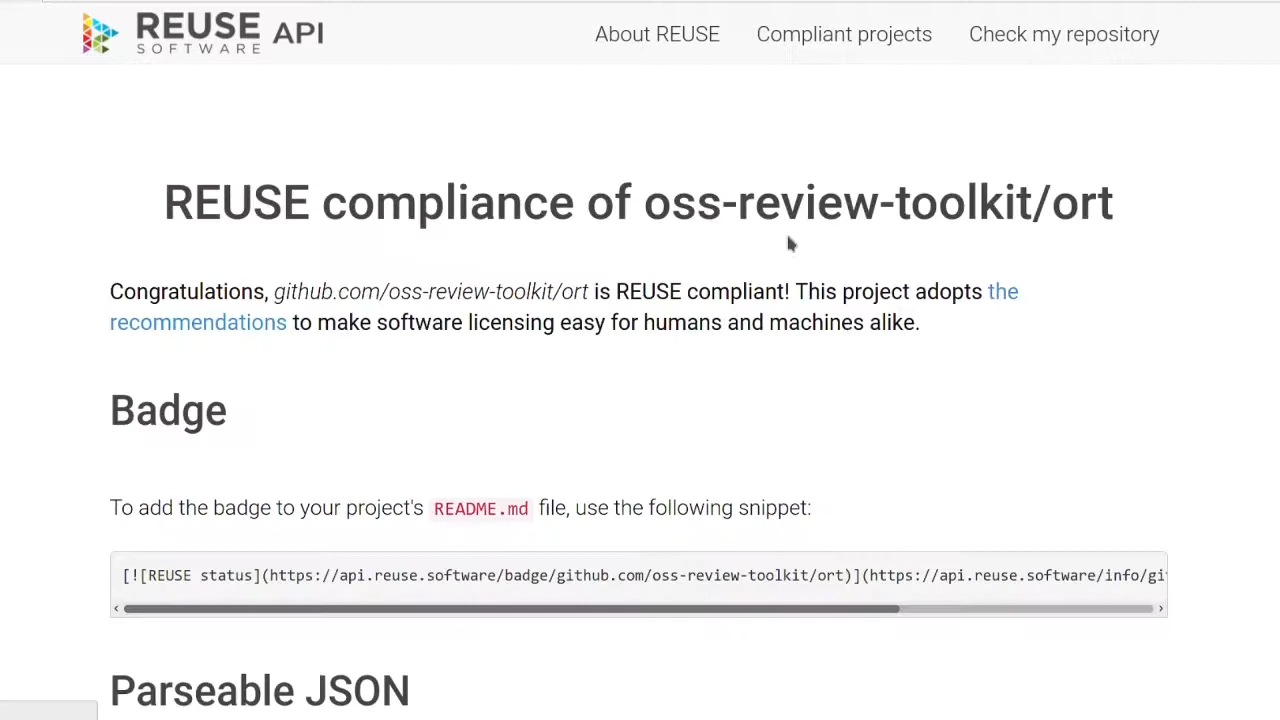 REUSE SOFTWARE API
About REUSE
Compliant projects
Check my repository
REUSE compliance of oss-review-toolkit/ort
Congratulations, github.com/oss-review-toolkit/ort is REUSE compliant! This project adopts the
recommendations to make software licensing easy for humans and machines alike.
Badge
To add the badge to your project's README.md file, use the following snippet:
[![REUSE status](https://api.reuse.software/badge/github.com/oss-review-toolkit/ort)](https://api.reuse.software/info/gi
Parseable JSON